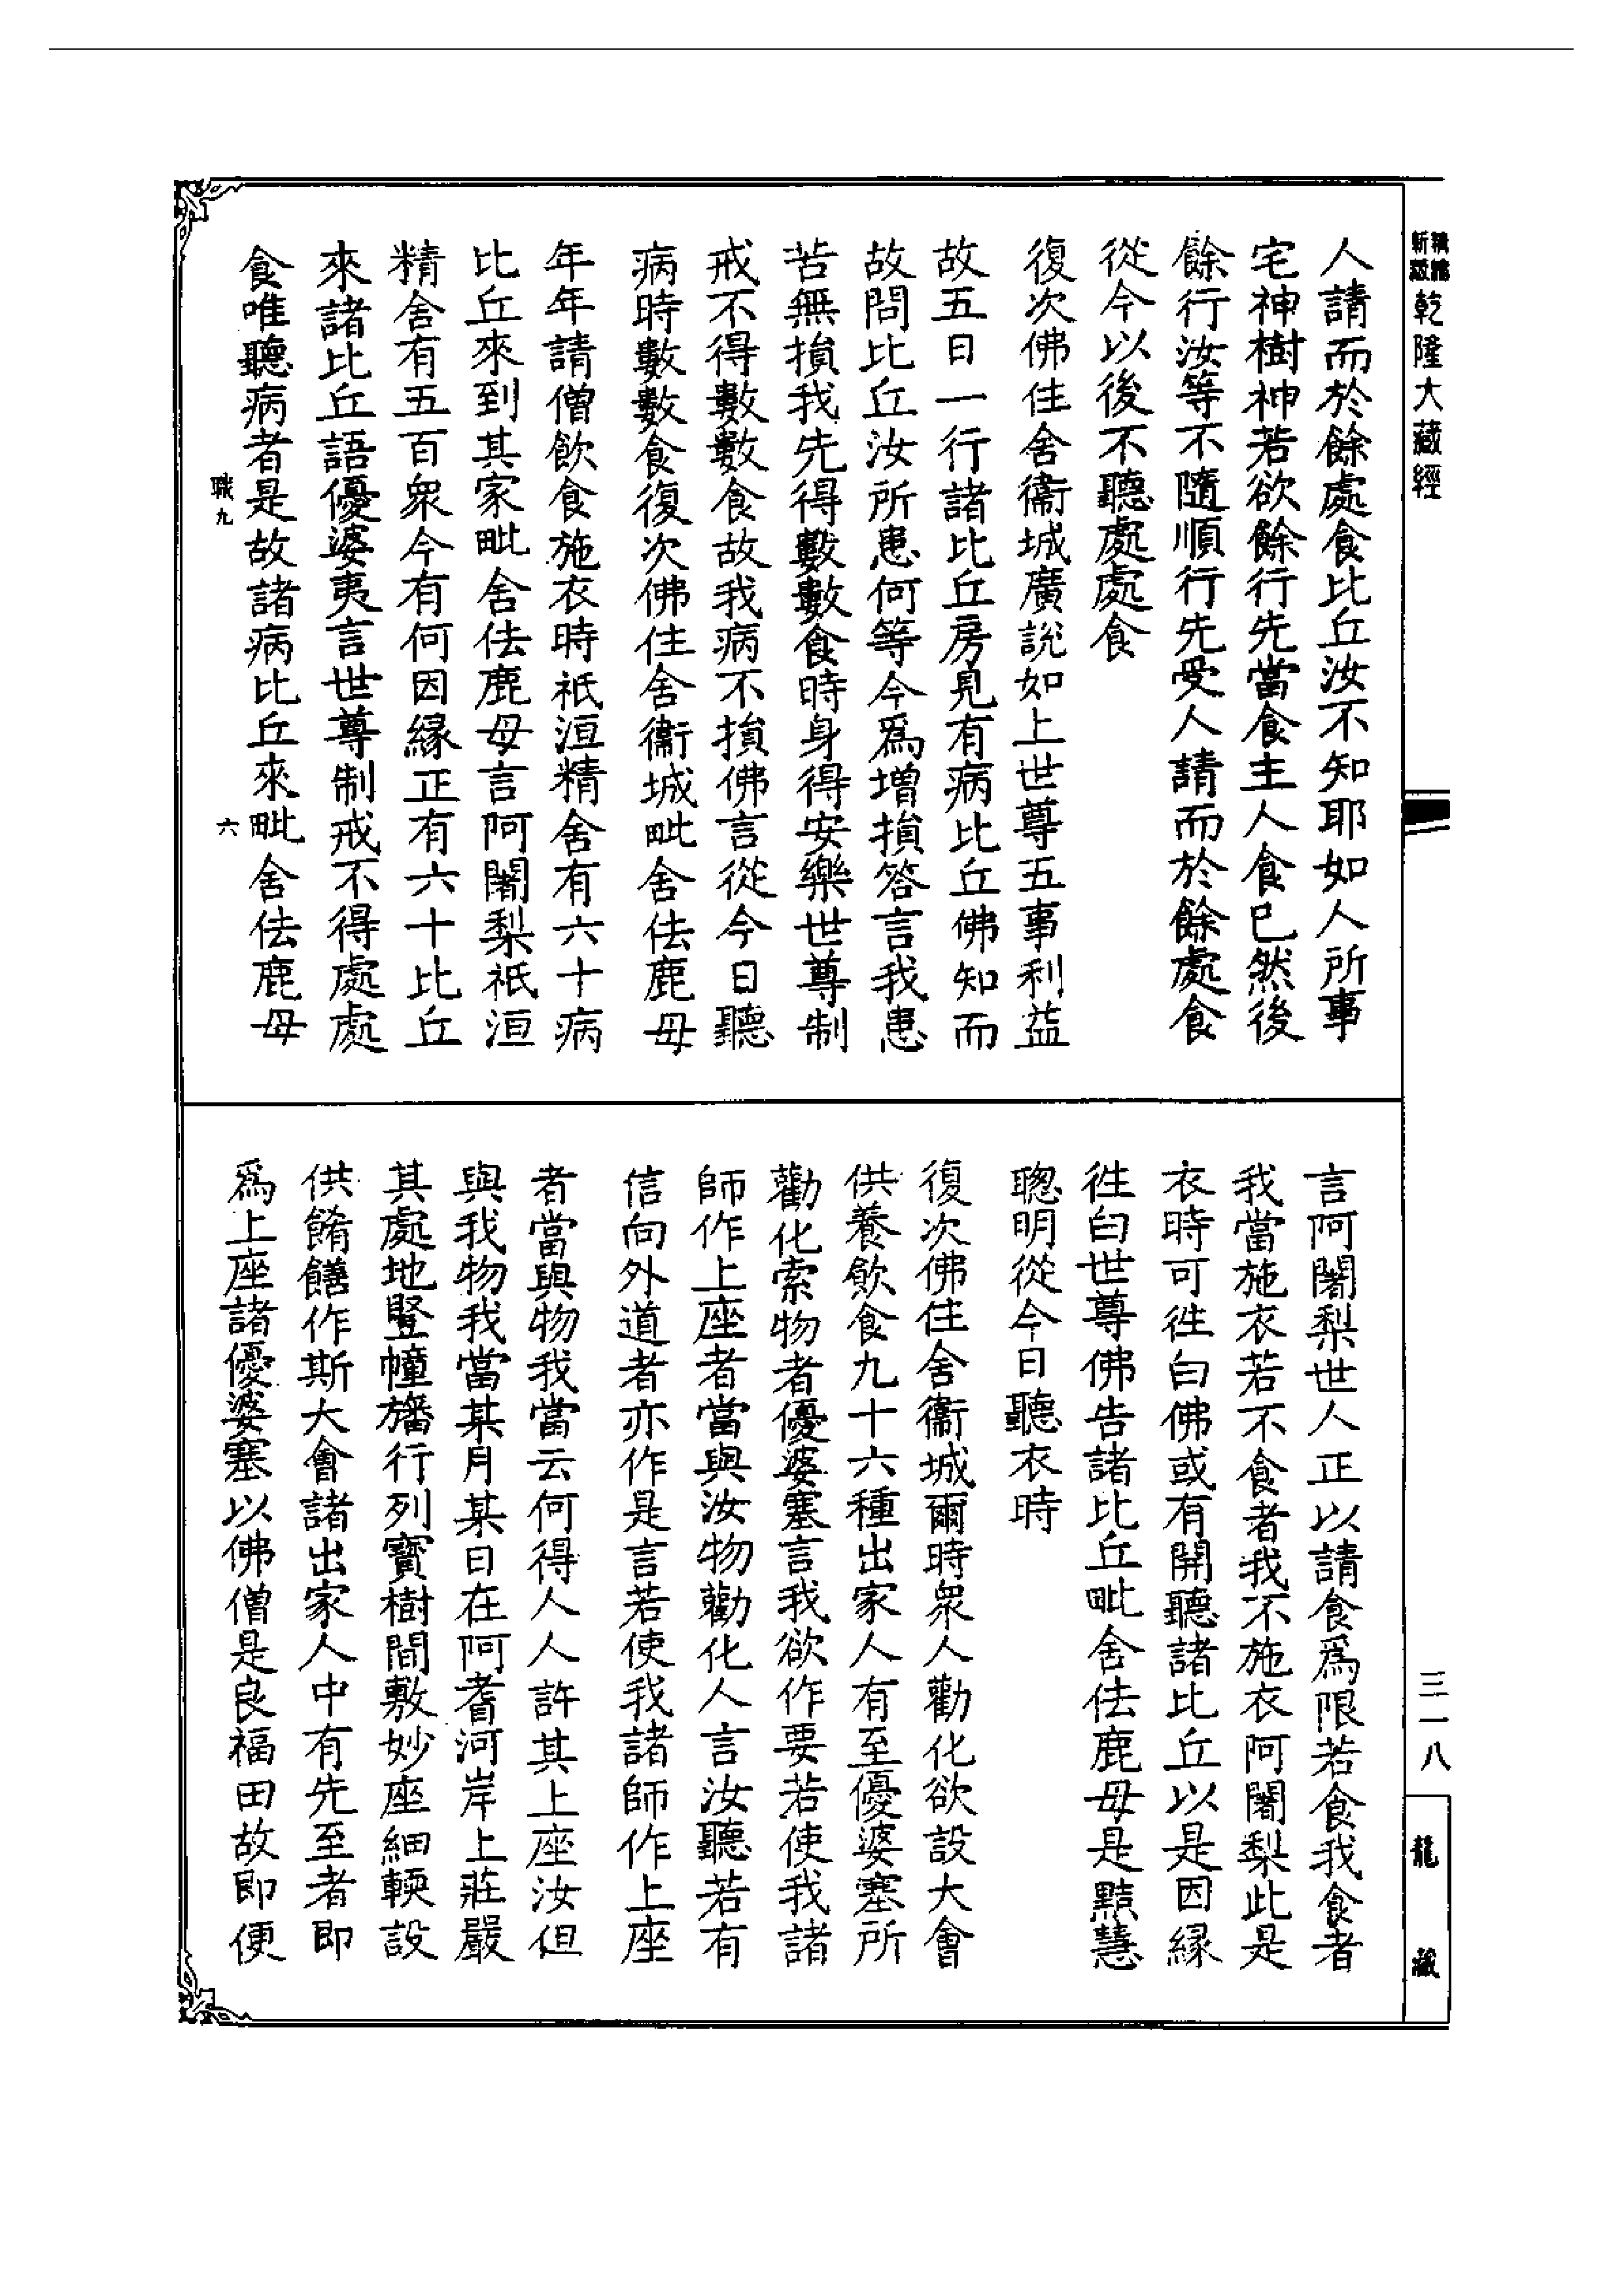 新纂縮
乾隆大藏經
人請而於餘處食比丘汝不知耶如人所事
宅神樹神若欲餘行先當食主人食已然後
餘行汝等不隨順行先受人請而於餘處食
從今以後不聽處處食
復次佛住舍衞城廣說如上世尊五事利益
故五日一行諸比丘房見有病比丘佛知而
故問比丘汝所患何等今爲增損答言我患
苦無損我先得數數食時身得安樂世尊制
戒不得數數食故我病不損佛言從今日聽
病時數數食復次佛住舍衞城毗舍佉鹿母
年年請僧飲食施衣時祇洹精舍有六十病
比丘來到其家毗舍佉鹿母言阿闍梨祇洹
精舍有五百衆今有何因緣正有六十比丘
來諸比丘語優婆夷言世尊制戒不得處處
食唯聽病者是故諸病比丘來毗舍佉鹿母
職九
六
言阿闍梨世人正以請食爲限若食我食者
我當施衣若不食者我不施衣阿闍梨此是
衣時可往白佛或有開聽諸比丘以是因緣
往白世尊佛告諸比丘毗舍佉鹿母是黠慧
聰明從今日聽衣時
復次佛住舍衞城爾時衆人勸化欲設大會
供養飲食九十六種出家人有至優婆塞所
勸化索物者優婆塞言我欲作要若使我諸
師作上座者當與汝物勸化人言汝聽若有
信向外道者亦作是言若使我諸師作上座
者當與物我當云何得人人許其上座汝但
與我物我當某月某日在阿耆河岸上莊嚴
其處地豎幢旛行列寶樹間敷妙座細輭設
供餚饍作斯大會諸出家人中有先至者即
爲上座諸優婆塞以佛僧是良福田故即便
三一八
龍藏